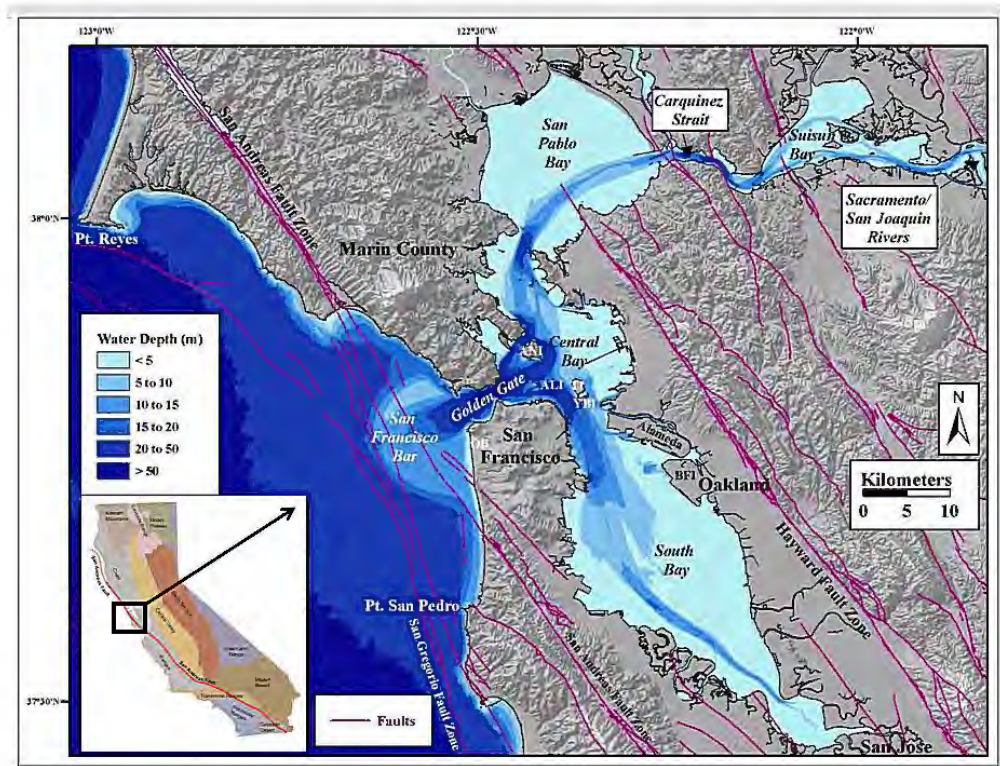 123°0'W
122°30'W
122°0'W
38°0'N
37°30'N
San Andreas Fault Zone
San
Pablo
Bay
Carquinez
Strait
Suisun
Bay
Sacramento/
San Joaquin
Rivers
Pt. Reyes
Marin County
Water Depth (m)
< 5
5 to 10
10 to 15
15 to 20
20 to 50
> 50
Central
Bay
ANI
ALI
YBI
Golden Gate
San
Francisco
Bar
OB
San
Francisco
Alameda
BFI
Oakland
N
Kilometers
0 5 10
South
Bay
Hayward Fault Zone
Pt. San Pedro
San Gregorio Fault Zone
San Andreas Fault Zone
San Jose
Faults